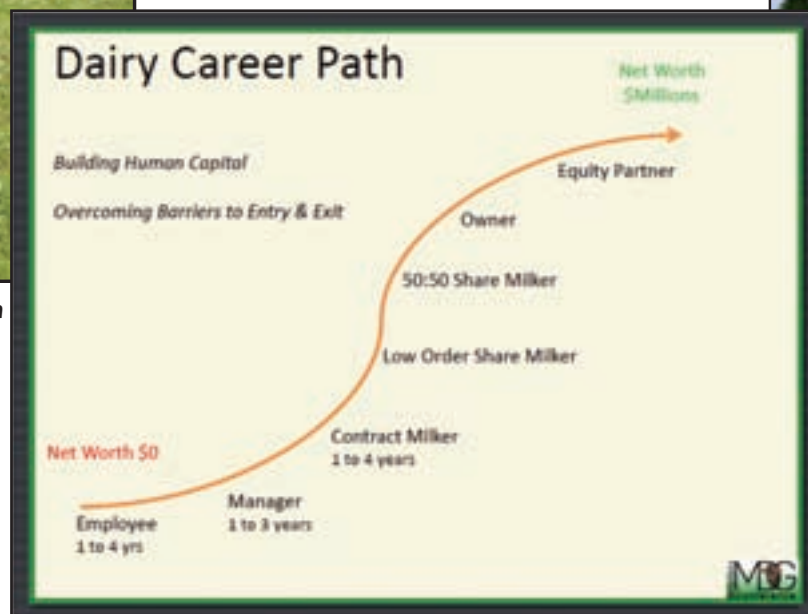 Dairy Career Path
Net Worth
$Millions
Building Human Capital
Overcoming Barriers to Entry & Exit
Equity Partner
Owner
50:50 Share Milker
Low Order Share Milker
Contract Milker
1 to 4 years
Net Worth $0
Manager
1 to 3 years
Employee
1 to 4 yrs